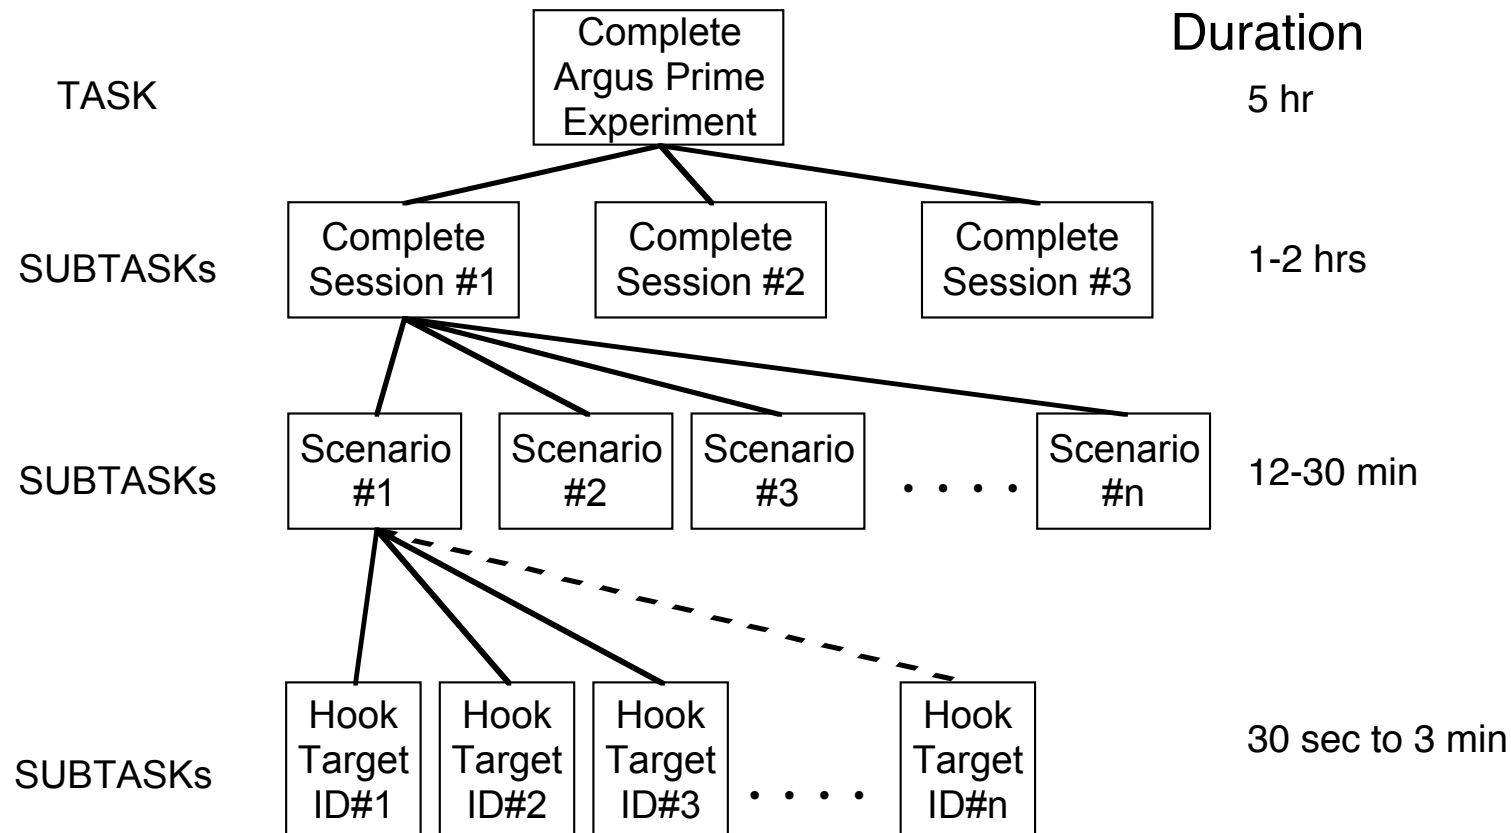 Duration
TASK
Complete
Argus Prime
Experiment
5 hr
SUBTASKs
Complete
Session #1
Complete
Session #2
Complete
Session #3
1-2 hrs
SUBTASKs
Scenario
#1
Scenario
#2
Scenario
#3
. . . .
Scenario
#n
12-30 min
SUBTASKs
Hook
Target
ID#1
Hook
Target
ID#2
Hook
Target
ID#3
. . . .
Hook
Target
ID#n
30 sec to 3 min